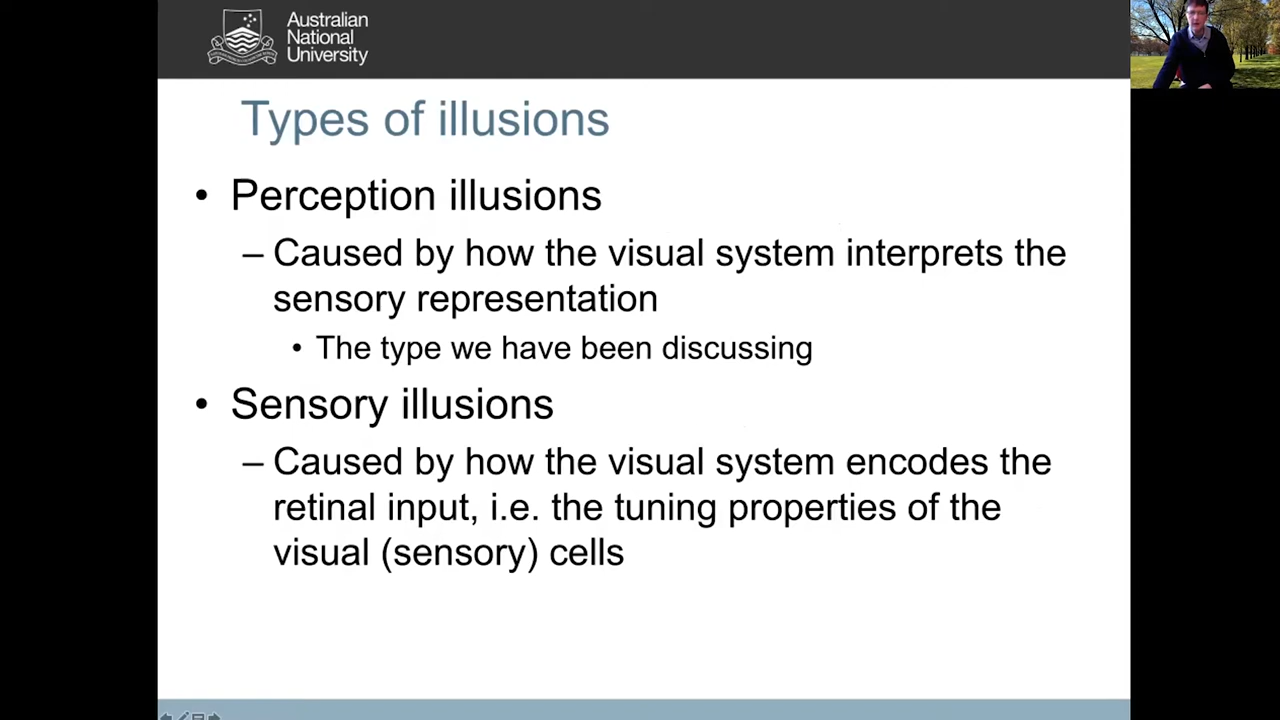 Australian
National
University
Types of illusions
• Perception illusions
– Caused by how the visual system interprets the
sensory representation
• The type we have been discussing
• Sensory illusions
– Caused by how the visual system encodes the
retinal input, i.e. the tuning properties of the
visual (sensory) cells